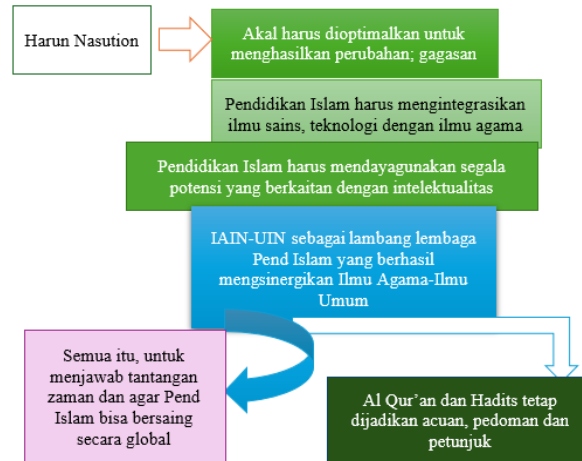 Harun Nasution
Akal harus dioptimalkan untuk
menghasilkan perubahan; gagasan
Pendidikan Islam harus mengintegrasikan
ilmu sains, teknologi dengan ilmu agama
Pendidikan Islam harus mendayagunakan segala
potensi yang berkaitan dengan intelektualitas
IAIN-UIN sebagai lambang lembaga
Pend Islam yang berhasil
mengsinergikan Ilmu Agama-Ilmu
Umum
Semua itu, untuk
menjawab tantangan
zaman dan agar Pend
Islam bisa bersaing
secara global
Al Qur’an dan Hadits tetap
dijadikan acuan, pedoman dan
petunjuk